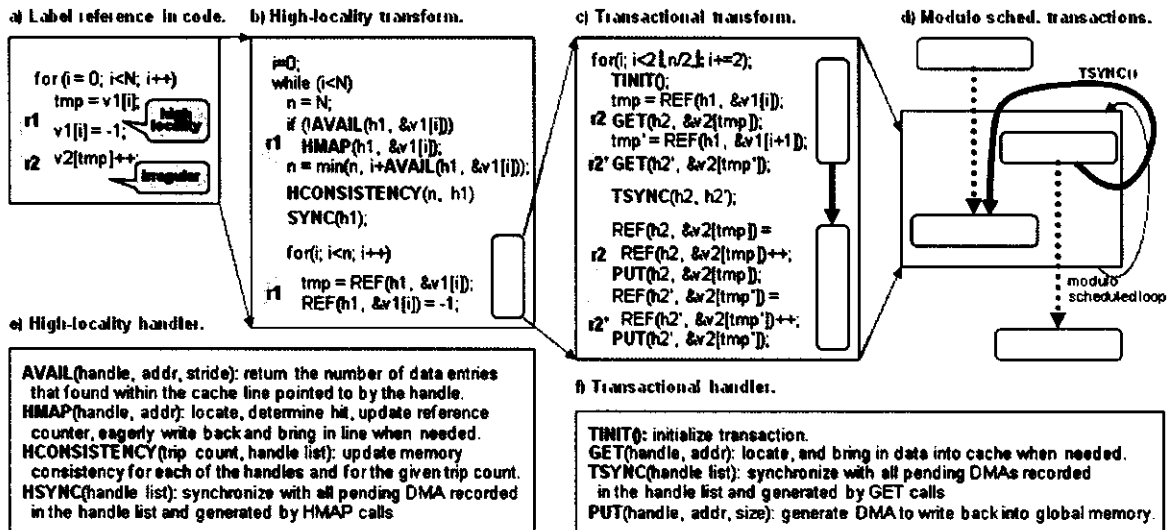 a) Label reference in code.
for (i = 0; i<N; i++)
tmp = v1[i];
r1 v1[i] = -1;
high locality
r2 v2[tmp]++;
irregular
b) High-locality transform.
i=0;
while (i<N)
n = N;
if (!AVAIL(h1, &v1[i]))
r1 HMAP(h1, &v1[i]);
n = min(n, i+AVAIL(h1, &v1[i]));
HCONSISTENCY(n, h1)
SYNC(h1);
for(i; i<n; i++)
r1 tmp = REF(h1, &v1[i]);
REF(h1, &v1[i]) = -1;
c) Transactional transform.
for(i; i<2⌊n/2⌋; i+=2);
TINIT();
tmp = REF(h1, &v1[i]);
r2 GET(h2, &v2[tmp]);
tmp' = REF(h1, &v1[i+1]);
r2' GET(h2', &v2[tmp']);
TSYNC(h2, h2');
REF(h2, &v2[tmp]) =
r2 REF(h2, &v2[tmp])++;
PUT(h2, &v2[tmp]);
REF(h2', &v2[tmp']) =
r2' REF(h2', &v2[tmp'])++;
PUT(h2', &v2[tmp']);
d) Modulo sched. transactions.
TSYNC()
modulo
scheduled loop
e) High-locality handler.
AVAIL(handle, addr, stride): return the number of data entries
that found within the cache line pointed to by the handle.
HMAP(handle, addr): locate, determine hit, update reference
counter, eagerly write back and bring in line when needed.
HCONSISTENCY(trip count, handle list): update memory
consistency for each of the handles and for the given trip count.
HSYNC(handle list): synchronize with all pending DMA recorded
in the handle list and generated by HMAP calls
f) Transactional handler.
TINIT(): initialize transaction.
GET(handle, addr): locate, and bring in data into cache when needed.
TSYNC(handle list): synchronize with all pending DMAs recorded
in the handle list and generated by GET calls
PUT(handle, addr, size): generate DMA to write back into global memory.